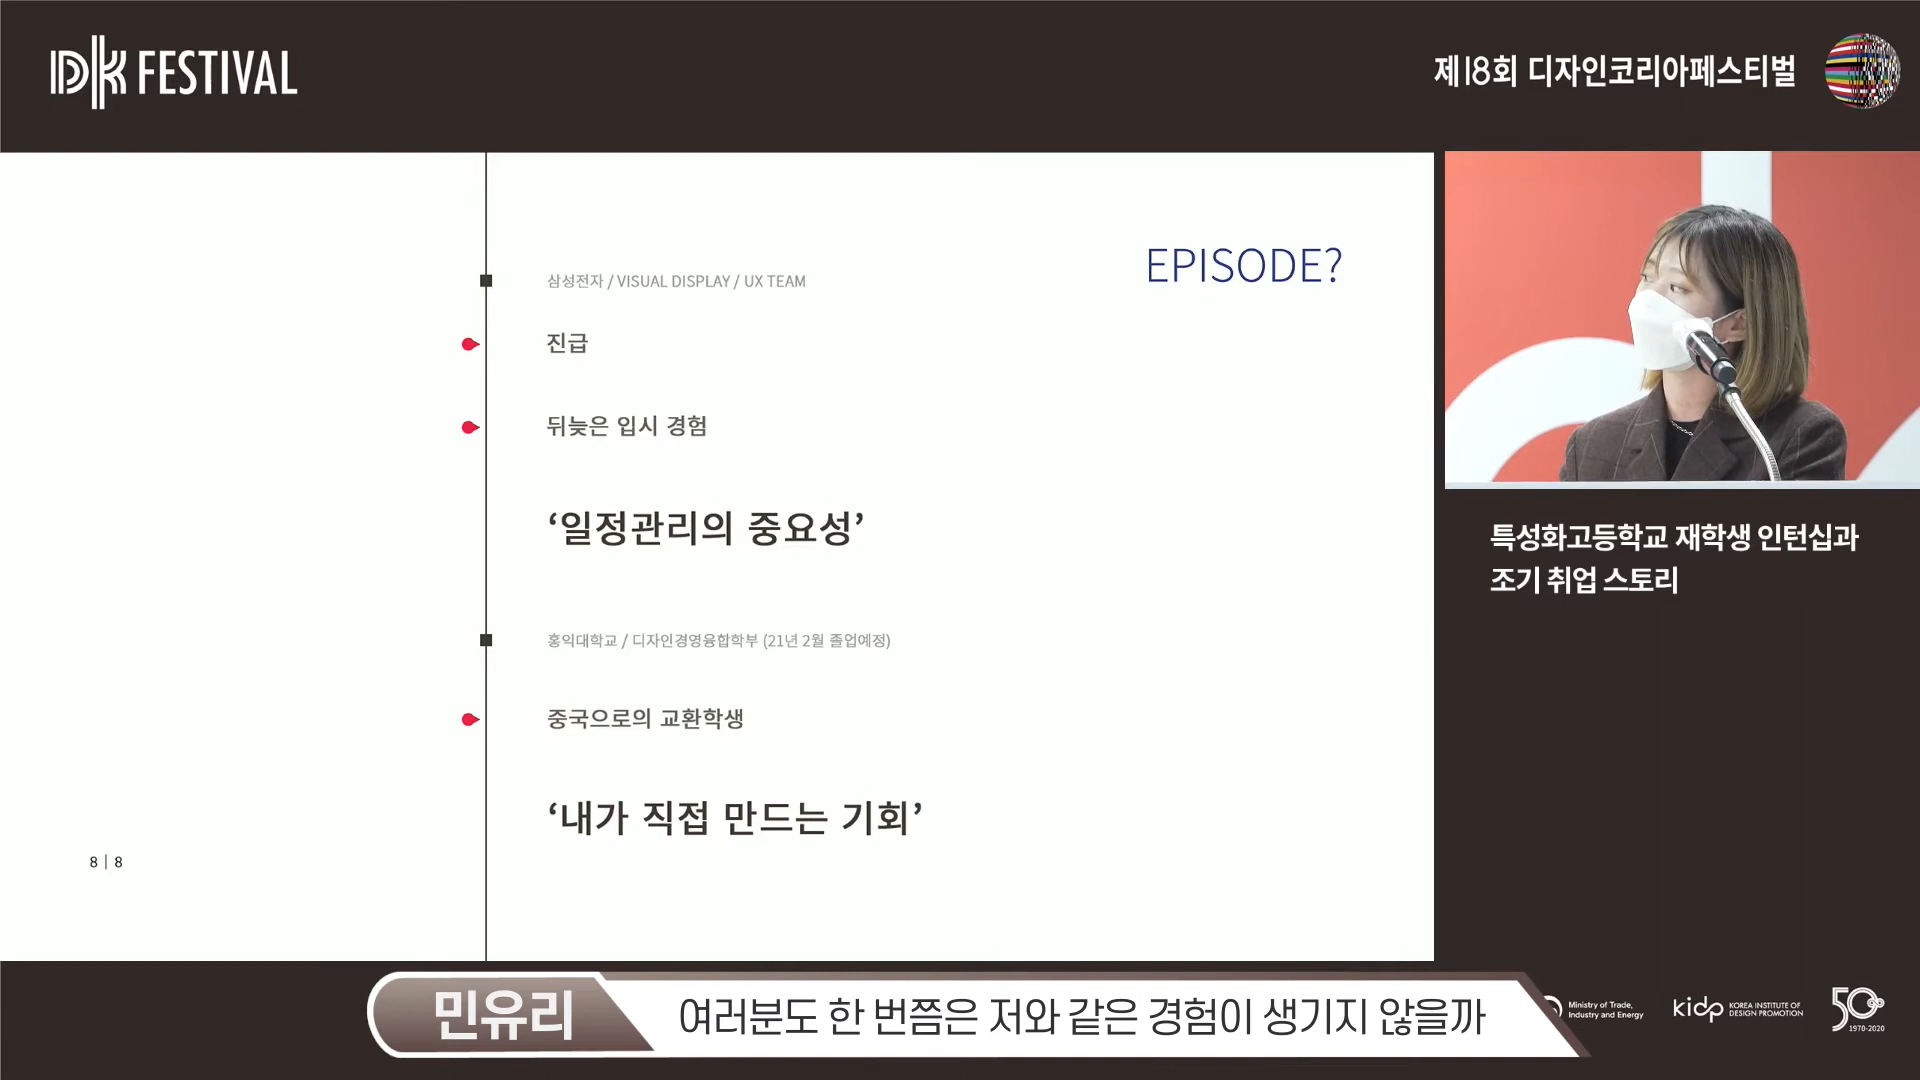 DK FESTIVAL
제18회 디자인코리아페스티벌
EPISODE?
삼성전자 / VISUAL DISPLAY / UX TEAM
진급
뒤늦은 입시 경험
‘일정관리의 중요성’
홍익대학교 / 디자인경영융합학부 (21년 2월 졸업예정)
중국으로의 교환학생
‘내가 직접 만드는 기회’
8 | 8
특성화고등학교 재학생 인턴십과
조기 취업 스토리
민유리
여러분도 한 번쯤은 저와 같은 경험이 생기지 않을까
Ministry of Trade,
Industry and Energy
kidp
KOREA INSTITUTE OF
DESIGN PROMOTION
50
1970-2020